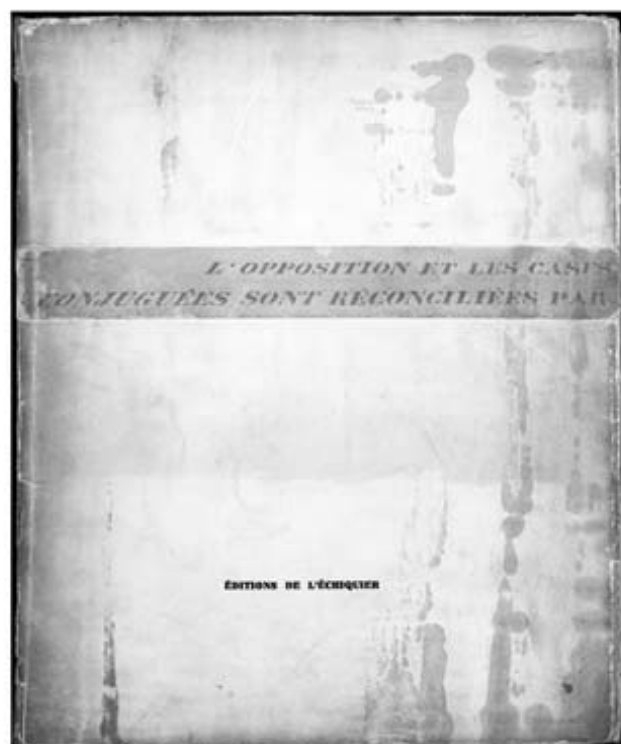 L'OPPOSITION ET LES CASES
CONJUGUÉES SONT RÉCONCILIÉES PAR
ÉDITIONS DE L'ÉCHIQUIER